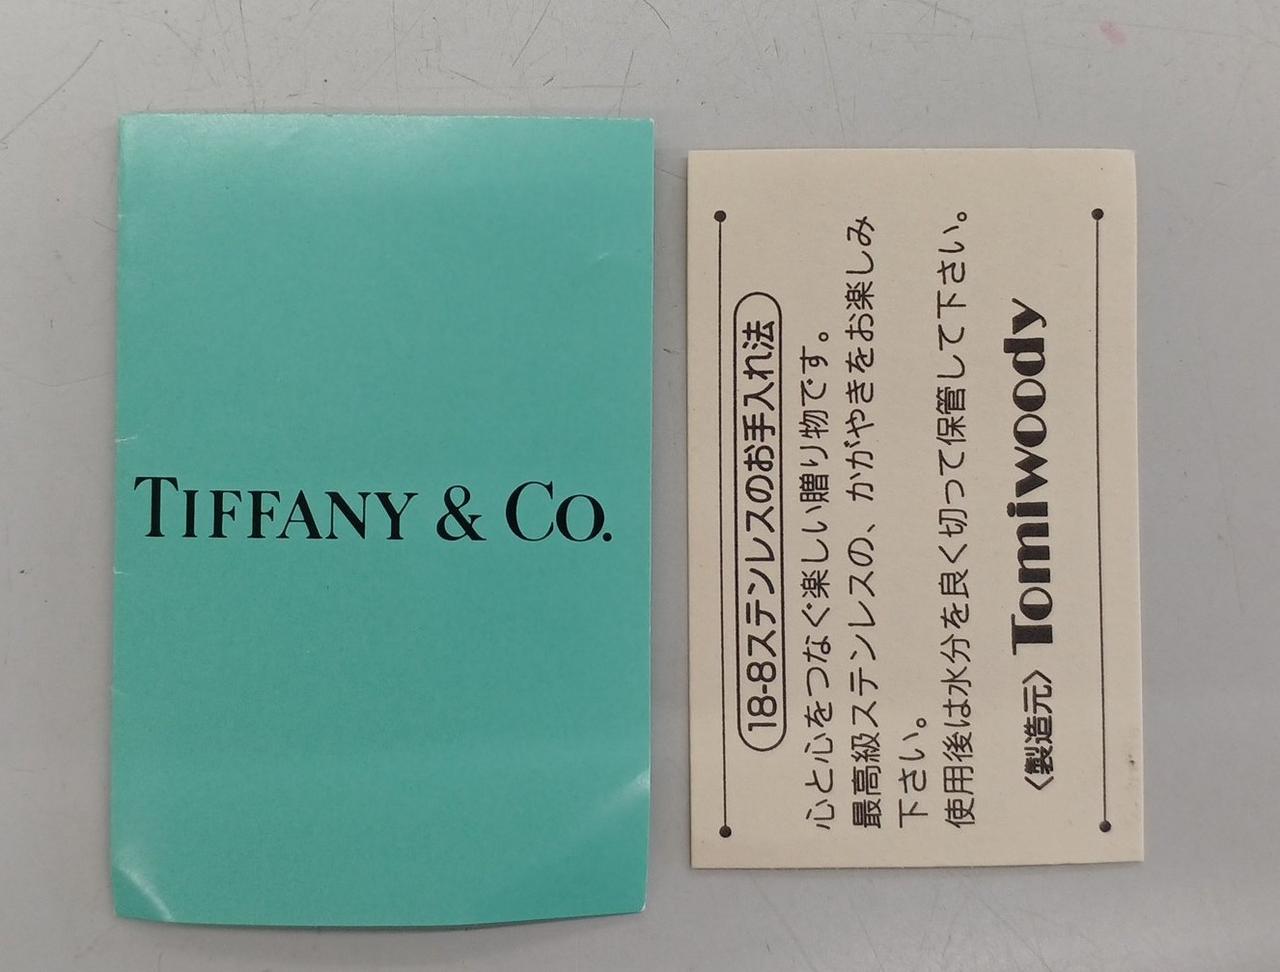 TIFFANY & CO.
18-8ステンレスのお手入れ法
心と心をつなぐ楽しい贈り物です。
最高級ステンレスの、かがやきをお楽しみ
下さい。
使用後は水分を良く切って保管して下さい。
〈製造元〉Tomiwoody